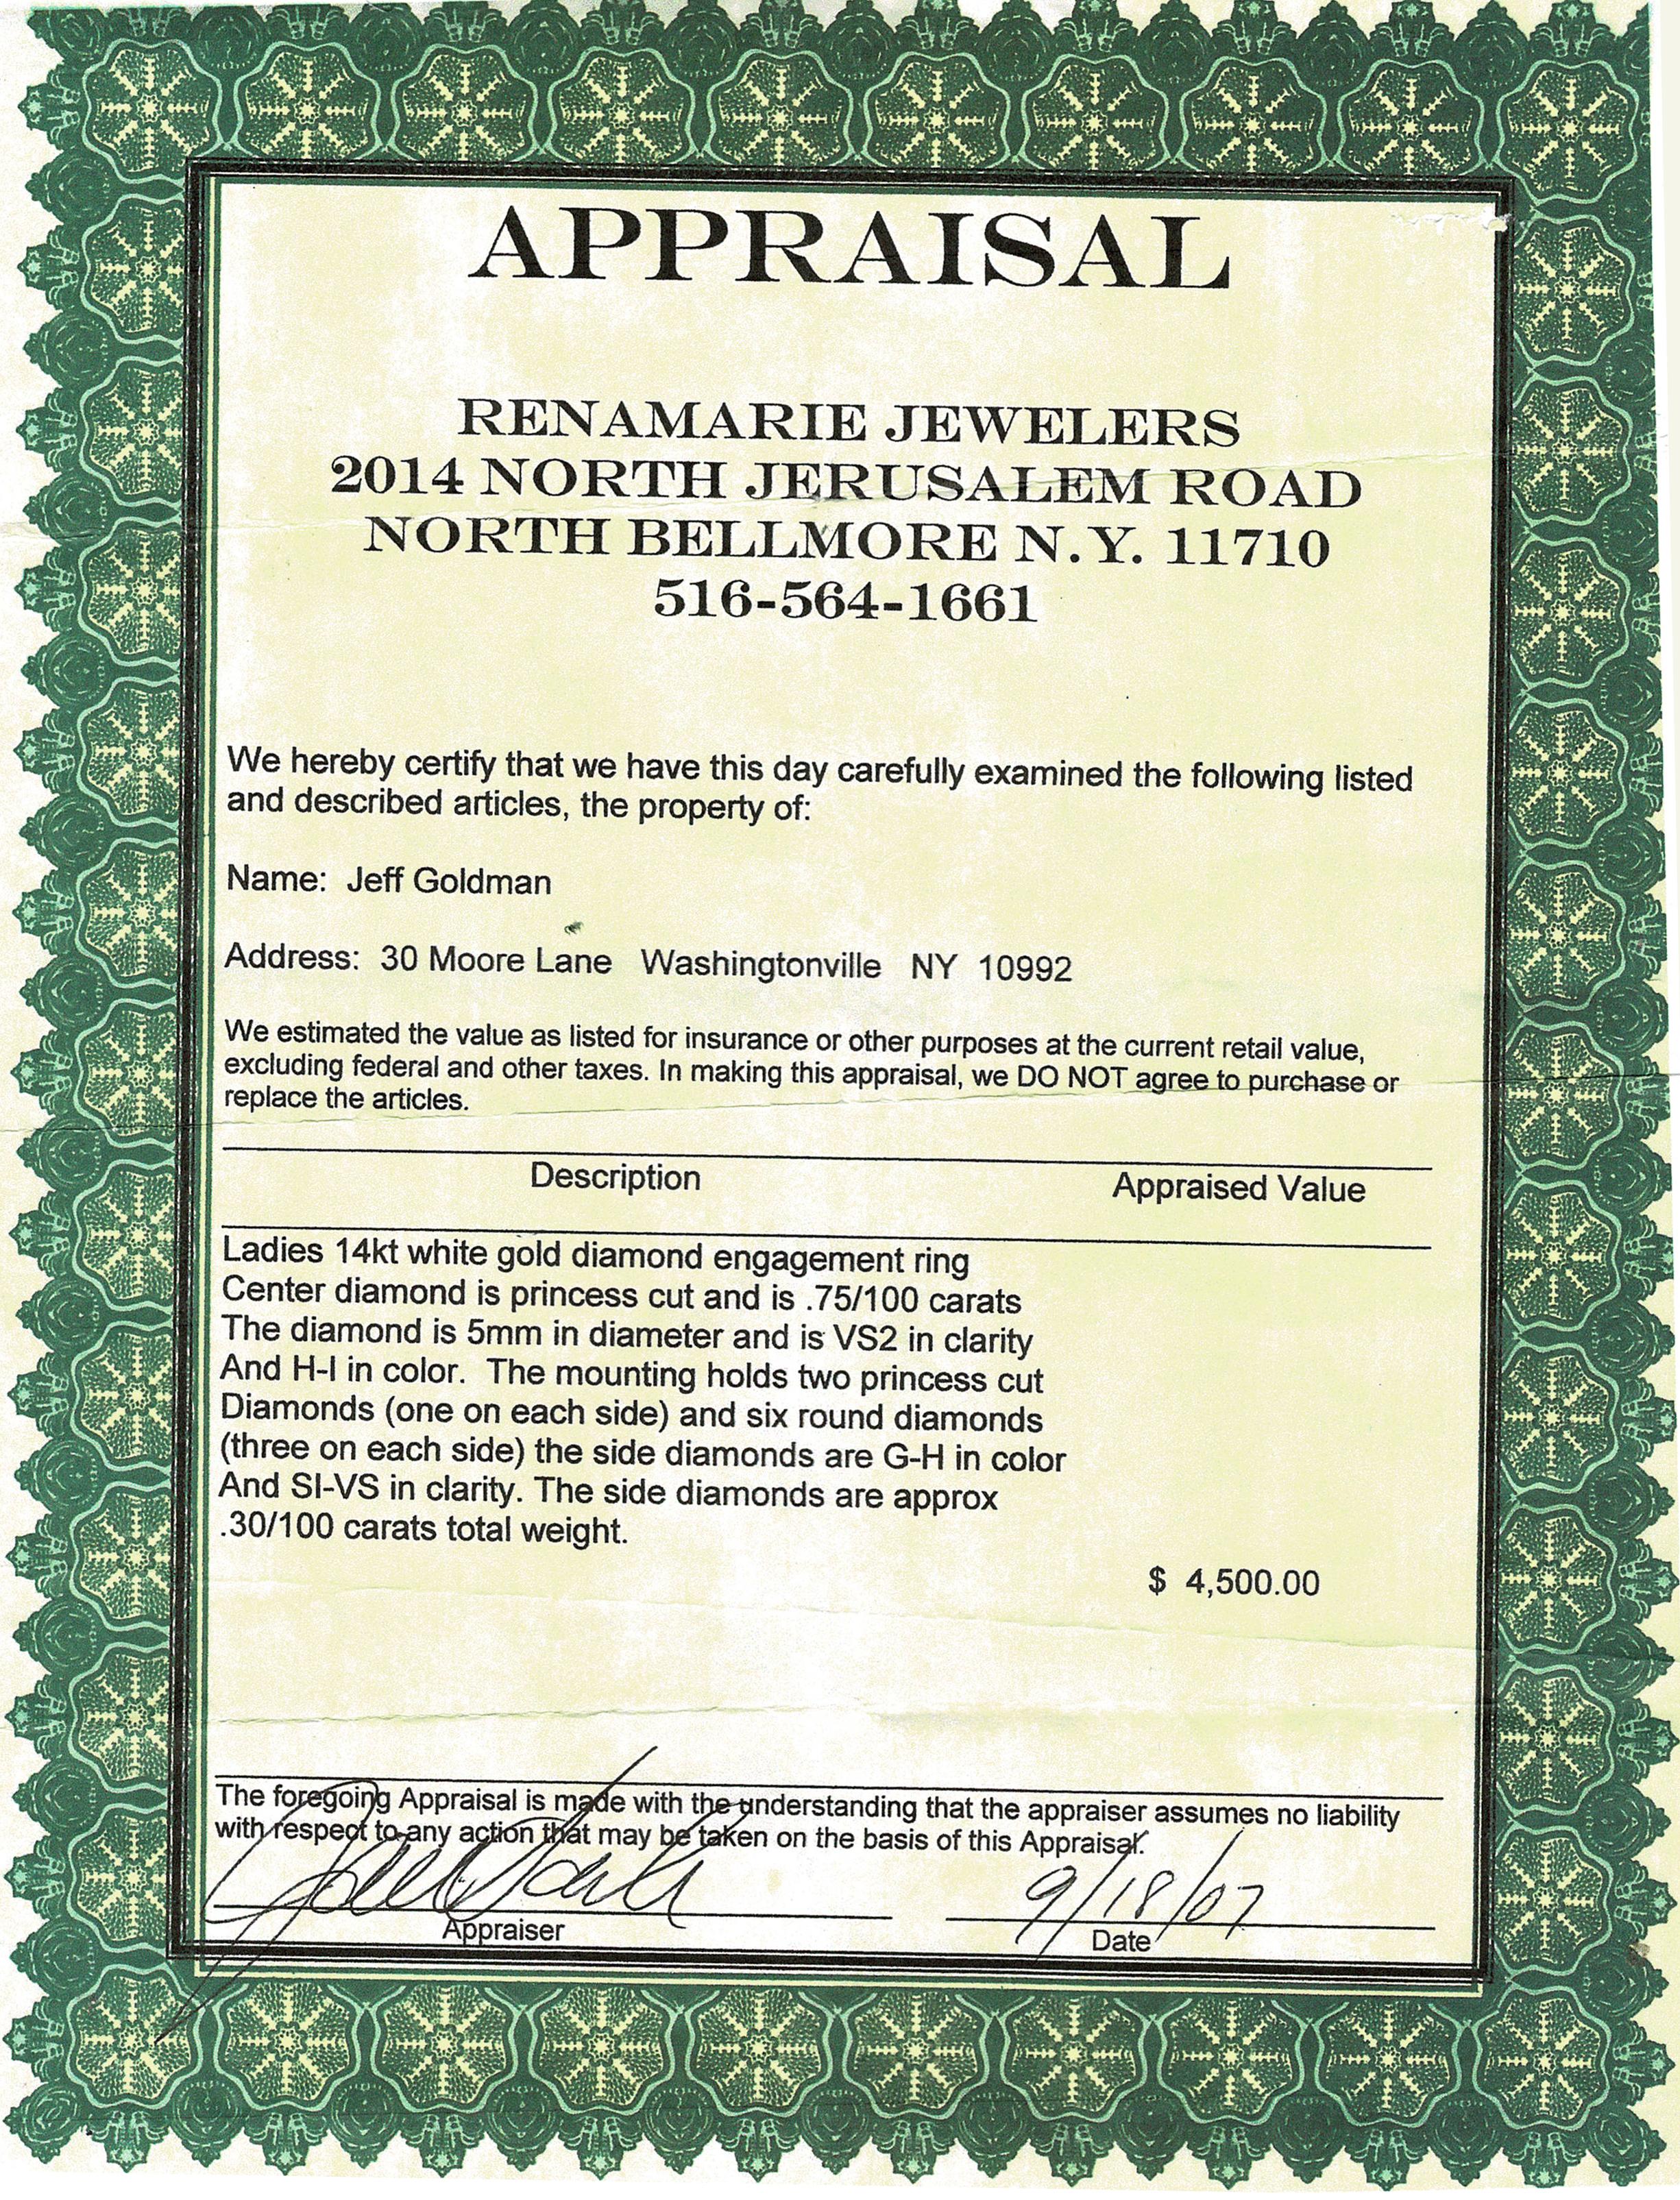 APPRAISAL
RENAMARIE JEWELERS
2014 NORTH JERUSALEM ROAD
NORTH BELLMORE N.Y. 11710
516-564-1661
We hereby certify that we have this day carefully examined the following listed
and described articles, the property of:
Name: Jeff Goldman
Address: 30 Moore Lane Washingtonville NY 10992
We estimated the value as listed for insurance or other purposes at the current retail value,
excluding federal and other taxes. In making this appraisal, we DO NOT agree to purchase or
replace the articles.
Description Appraised Value
Ladies 14kt white gold diamond engagement ring
Center diamond is princess cut and is .75/100 carats
The diamond is 5mm in diameter and is VS2 in clarity
And H-I in color. The mounting holds two princess cut
Diamonds (one on each side) and six round diamonds
(three on each side) the side diamonds are G-H in color
And SI-VS in clarity. The side diamonds are approx
.30/100 carats total weight.
$ 4,500.00
The foregoing Appraisal is made with the understanding that the appraiser assumes no liability
with respect to any action that may be taken on the basis of this Appraisal.
9/18/07
Appraiser Date